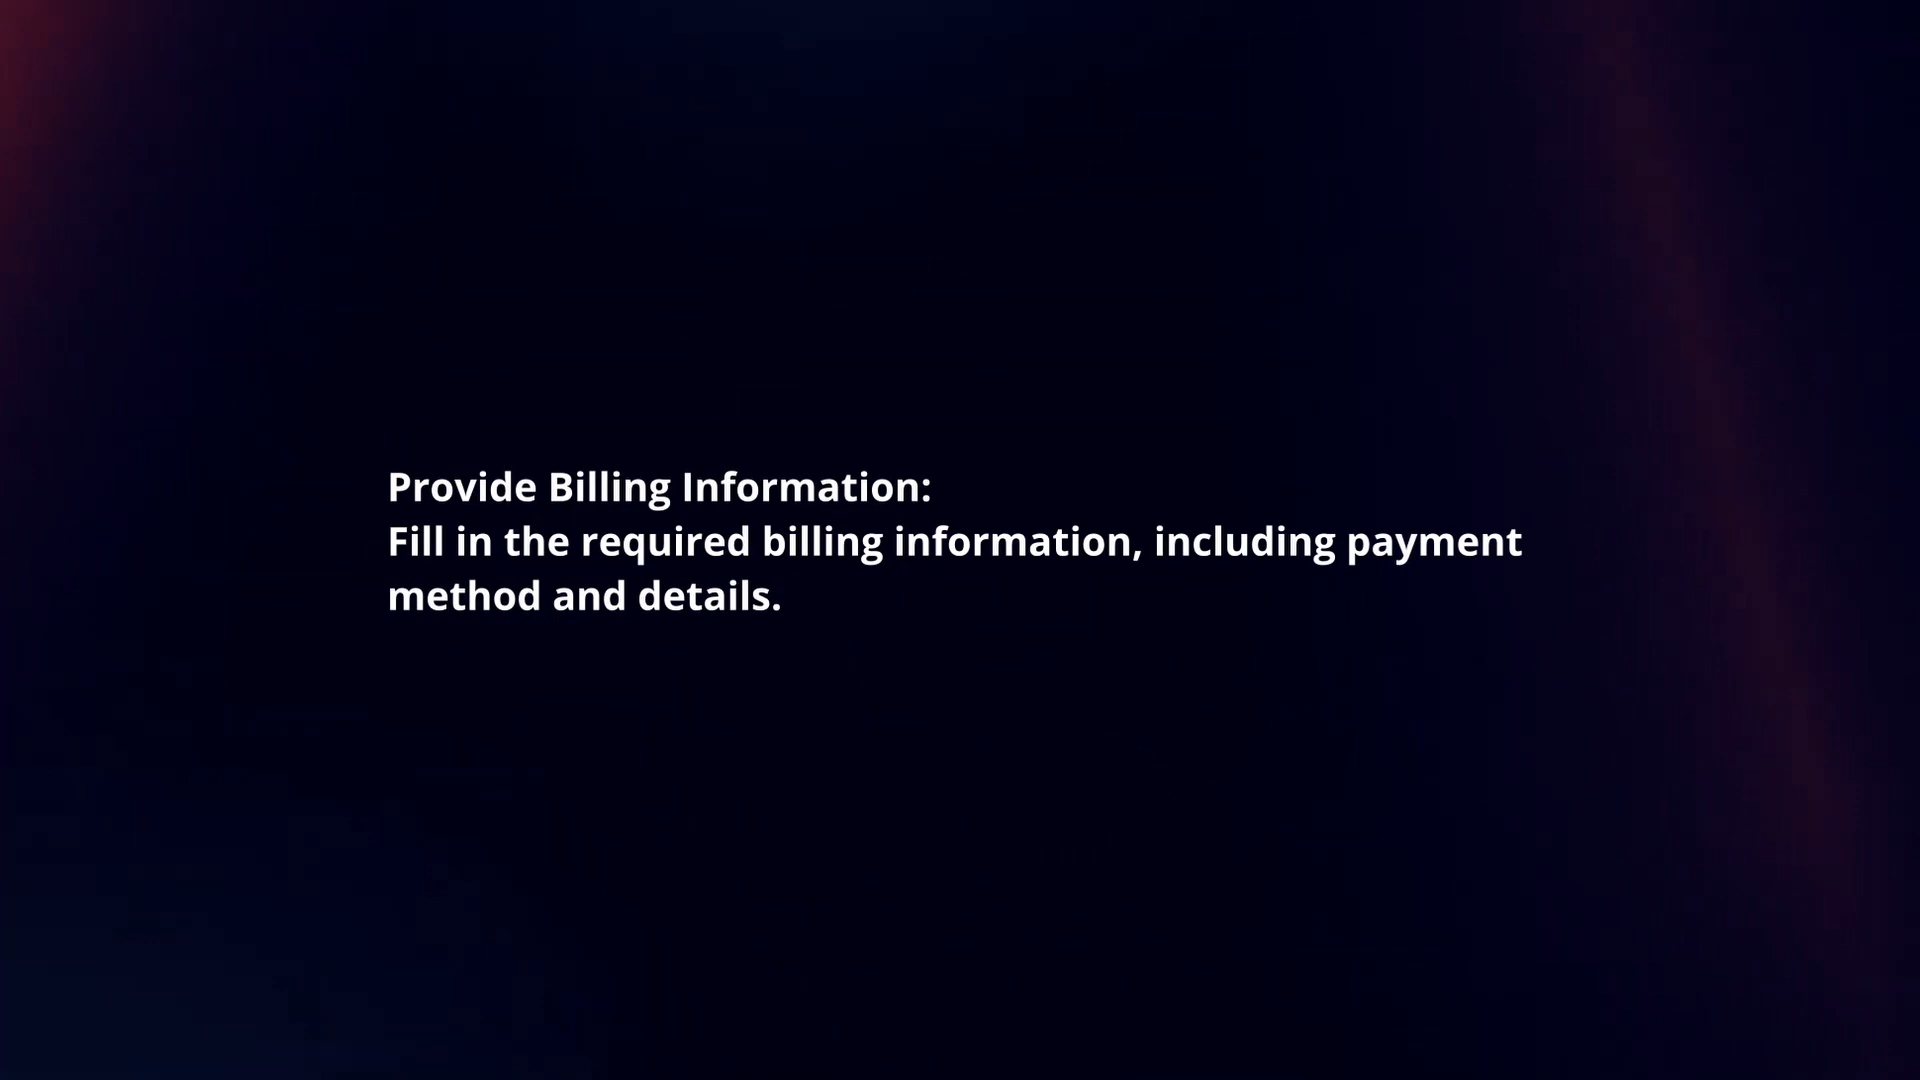 Provide Billing Information:
Fill in the required billing information, including payment
method and details.